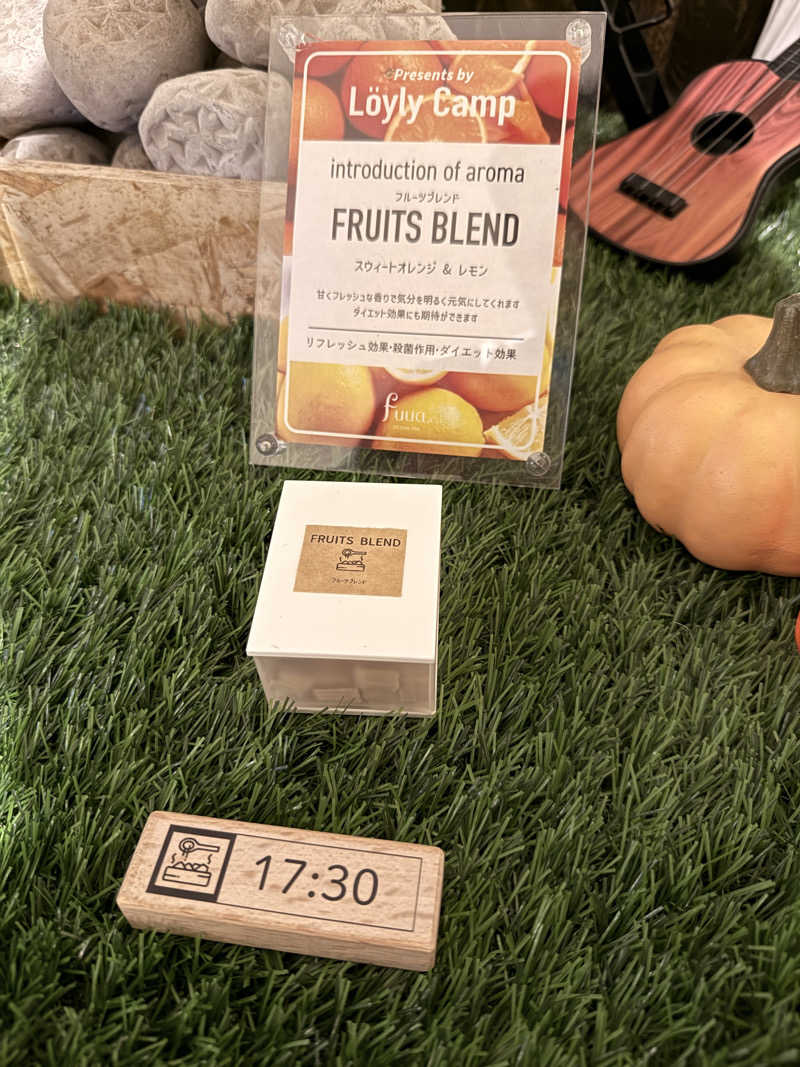 Presents by
Löyly Camp
introduction of aroma
フルーツブレンド
FRUITS BLEND
スウィートオレンジ & レモン
甘くフレッシュな香りで気分を明るく元気にしてくれます
ダイエット効果にも期待ができます
リフレッシュ効果・殺菌作用・ダイエット効果
fuua
FRUITS BLEND
フルーツブレンド
17:30